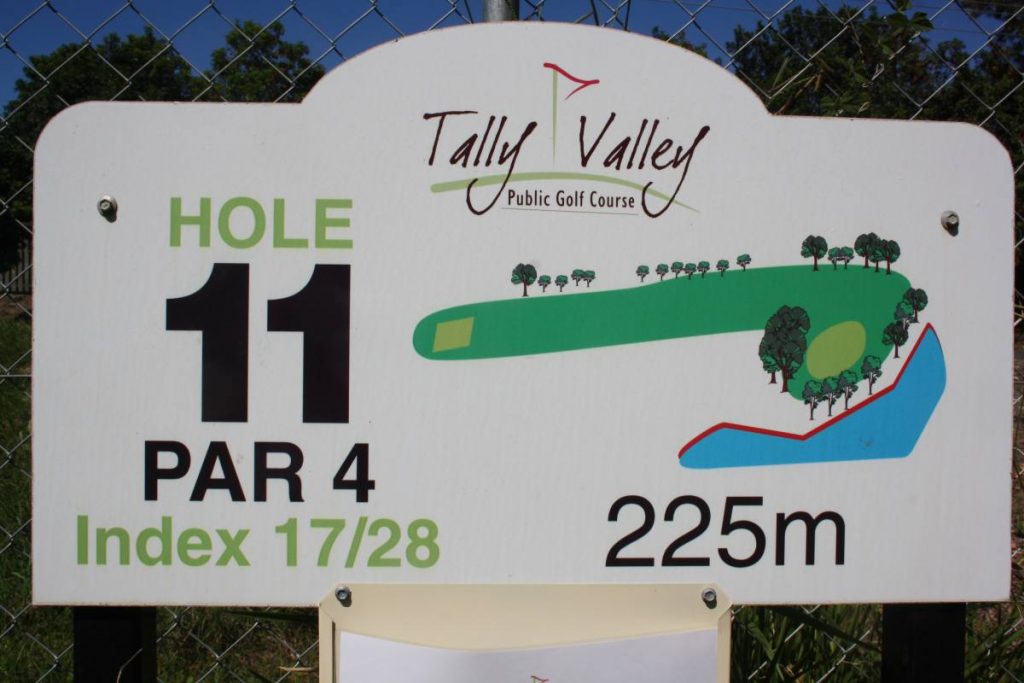 Tally Valley
Public Golf Course
HOLE
11
PAR 4
Index 17/28
225m